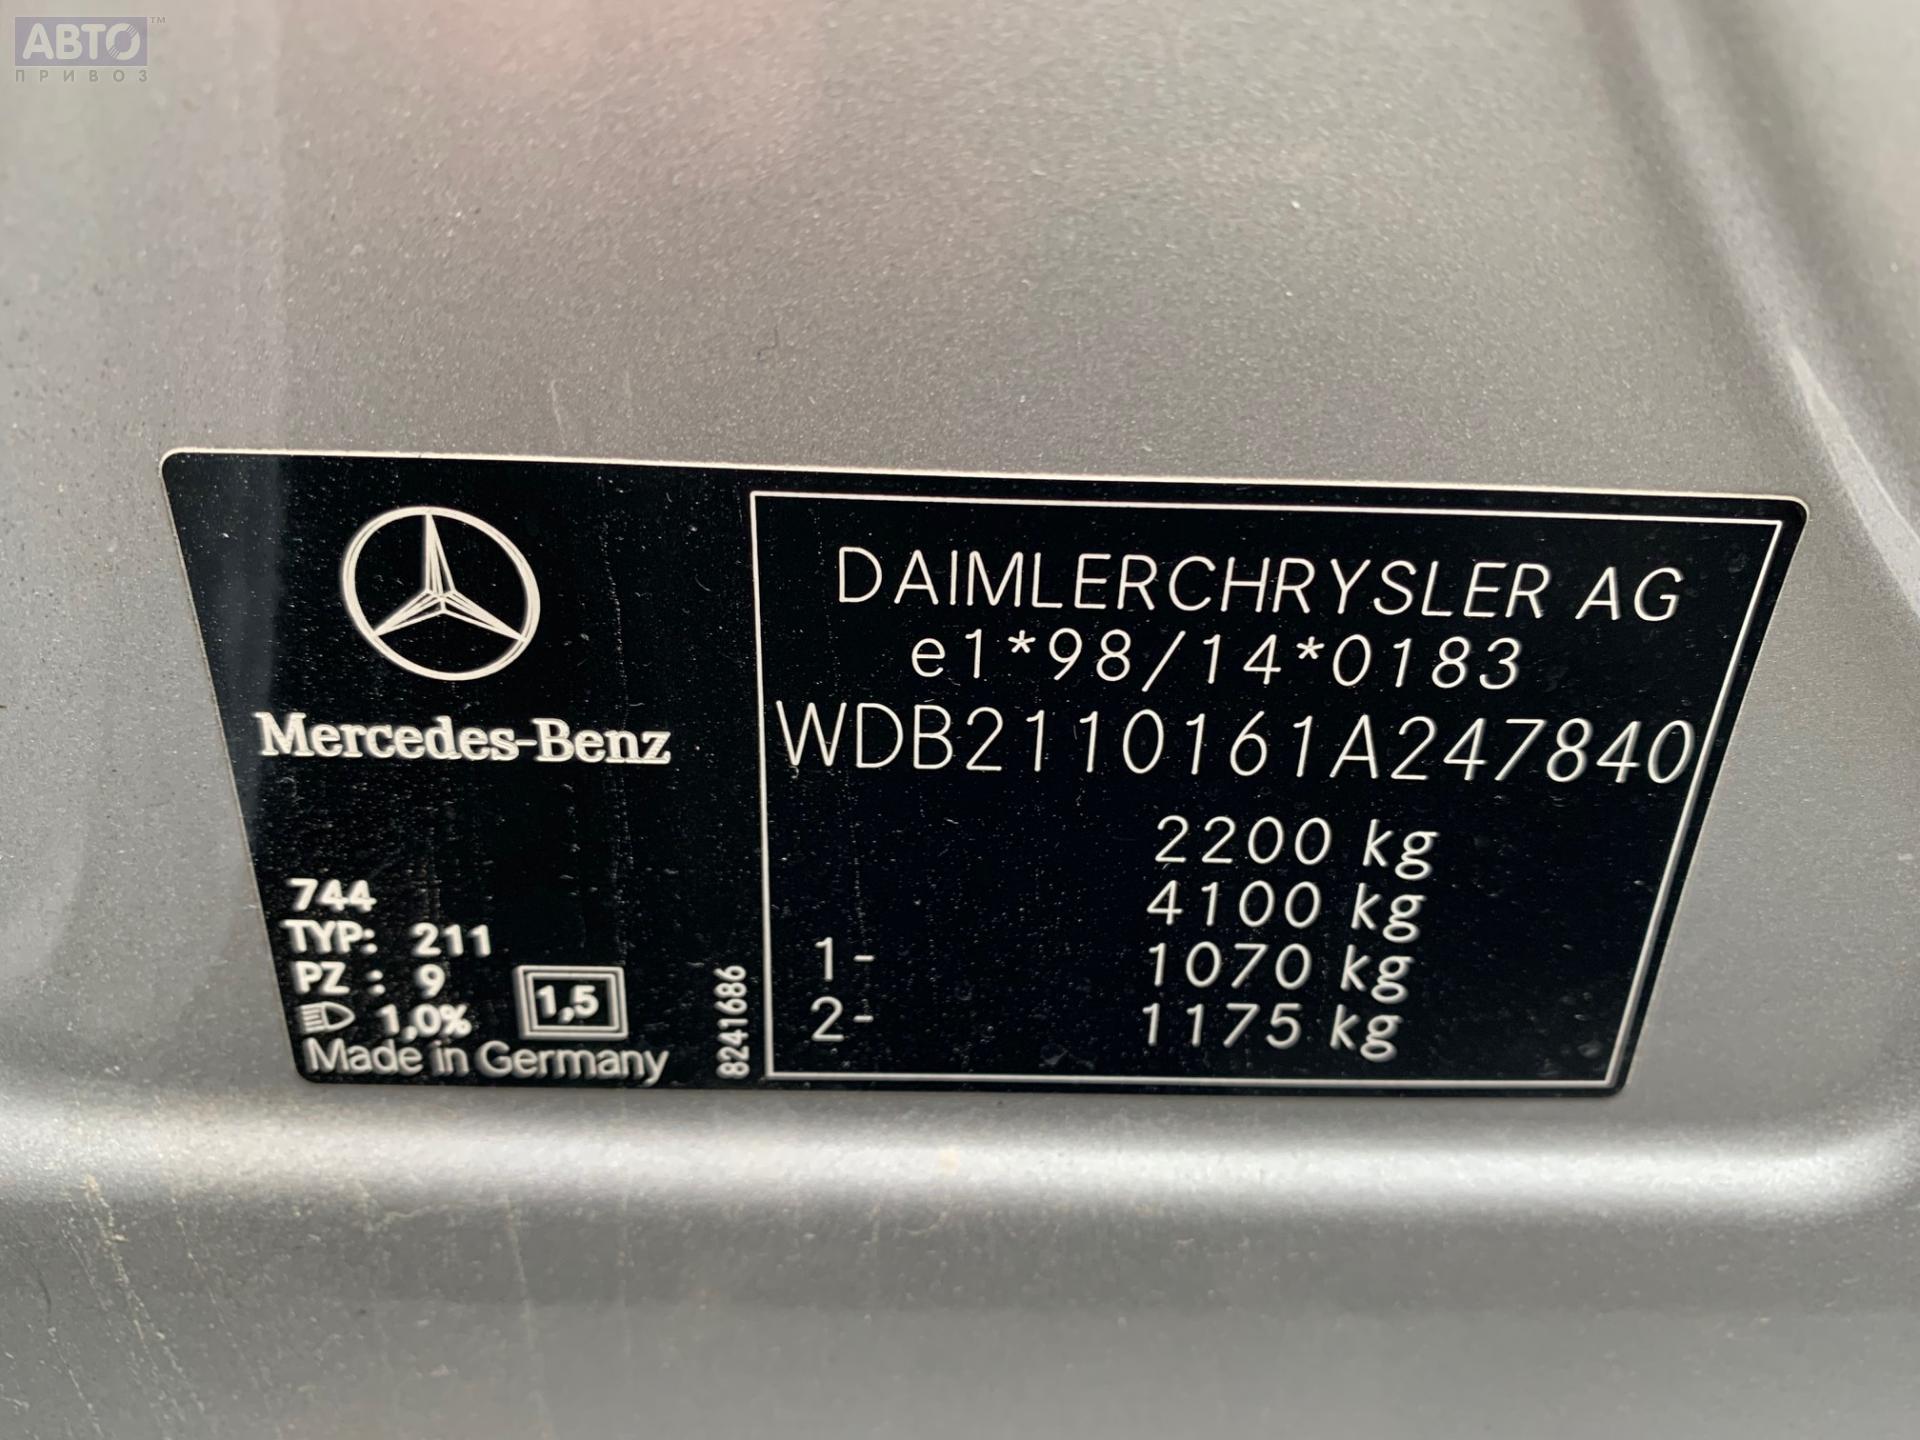 АВТО™
ПРИВОЗ
Mercedes-Benz
744
TYP: 211
PZ : 9
1,0%
1,5
Made in Germany
8241686
DAIMLERCHRYSLER AG
e1*98/14*0183
WDB2110161A247840
2200 kg
4100 kg
1- 1070 kg
2- 1175 kg